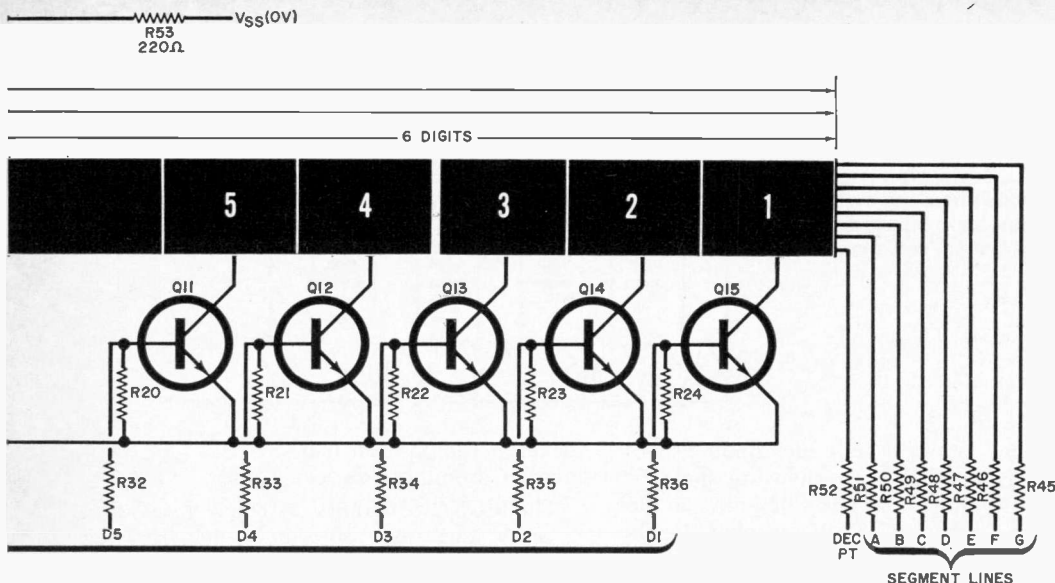 VSS(0V)
R53
220Ω
6 DIGITS
5 4 3 2 1
Q11 Q12 Q13 Q14 Q15
R20 R21 R22 R23 R24
R32 R33 R34 R35 R36 R52 R51 R50 R49 R48 R47 R46 R45
D5 D4 D3 D2 D1 DEC PT A B C D E F G
SEGMENT LINES